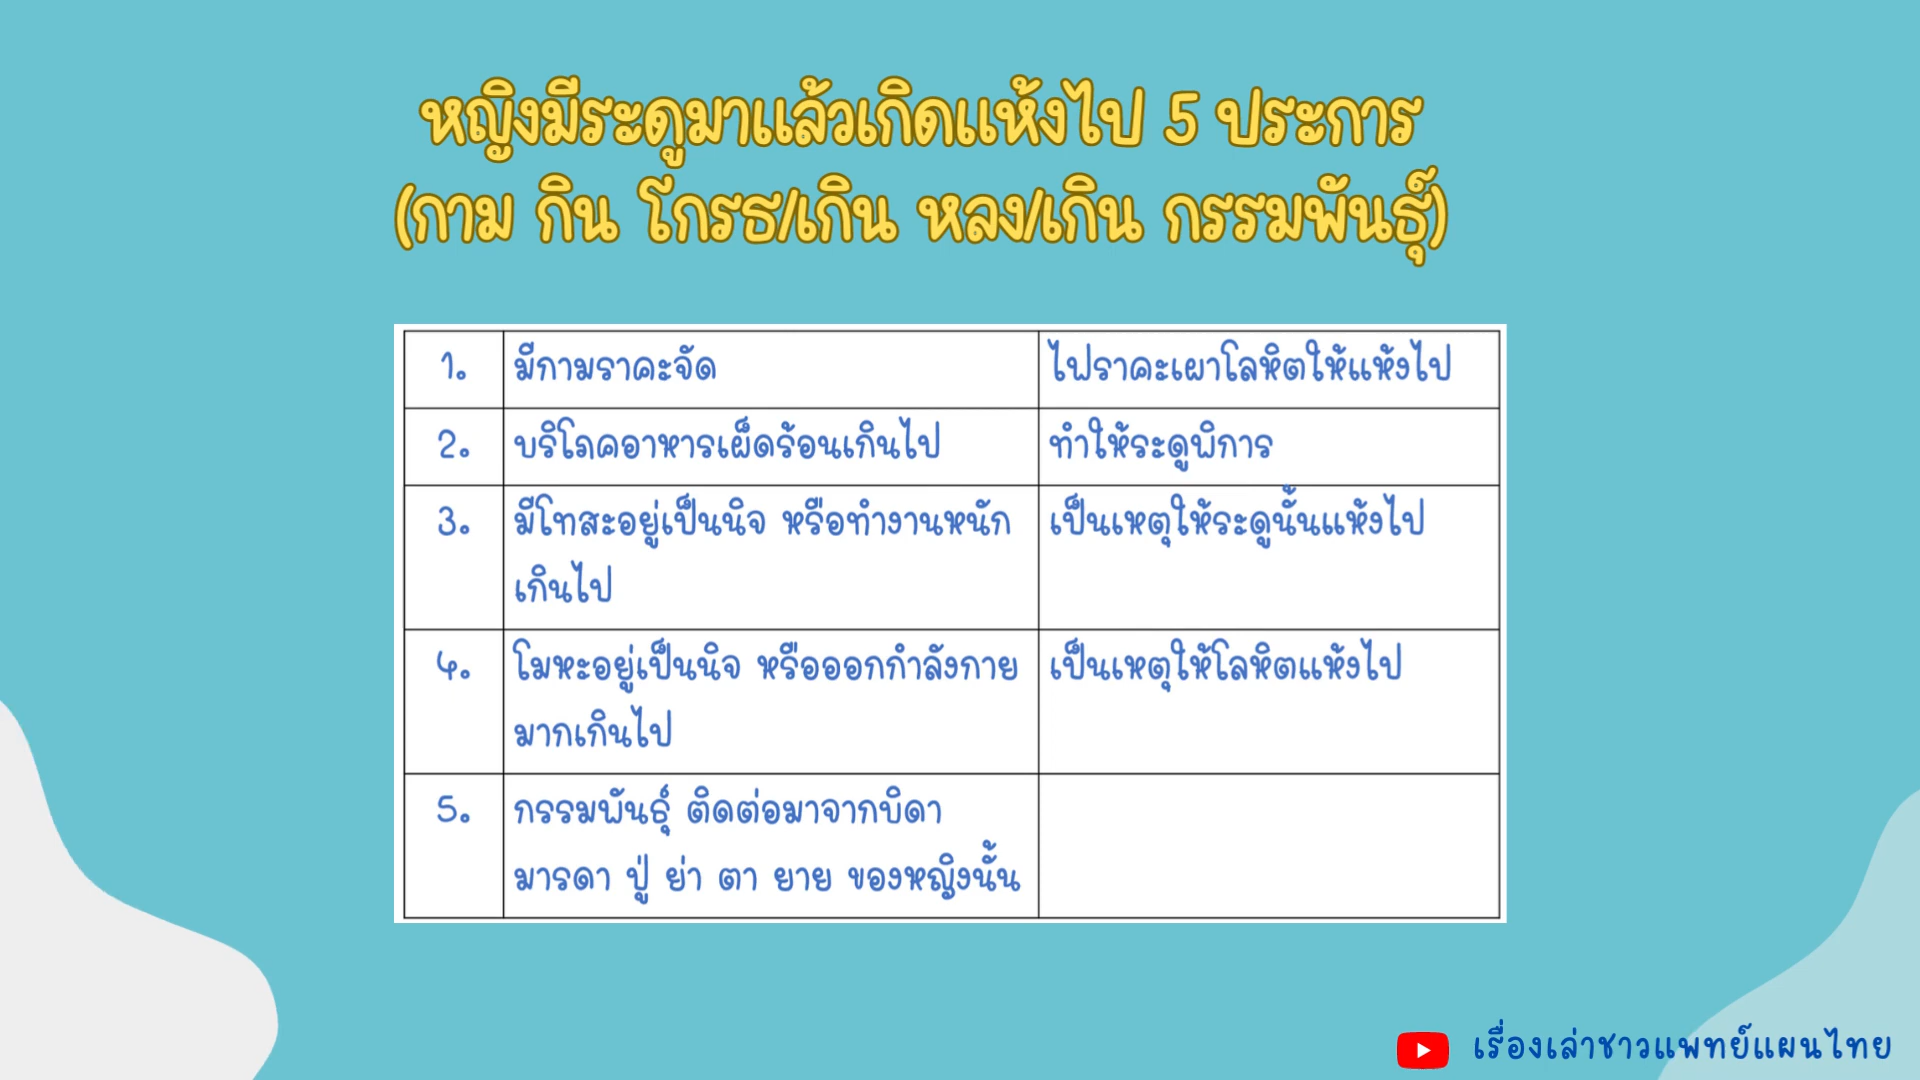 หญิงมีระดูมาแล้วเกิดแห้งไป 5 ประการ
(กาม กิน โกรธ/เกิน หลง/เกิน กรรมพันธุ์)
1. มีกามราคะจัด ไฟราคะเผาโลหิตให้แห้งไป
2. บริโภคอาหารเผ็ดร้อนเกินไป ทำให้ระดูพิการ
3. มีโทสะอยู่เป็นนิจ หรือทำงานหนัก เป็นเหตุให้ระดูนั้นแห้งไป
เกินไป
4. โมหะอยู่เป็นนิจ หรือออกกำลังกาย เป็นเหตุให้โลหิตแห้งไป
มากเกินไป
5. กรรมพันธุ์ ติดต่อมาจากบิดา
มารดา ปู่ ย่า ตา ยาย ของหญิงนั้น
เรื่องเล่าชาวแพทย์แผนไทย